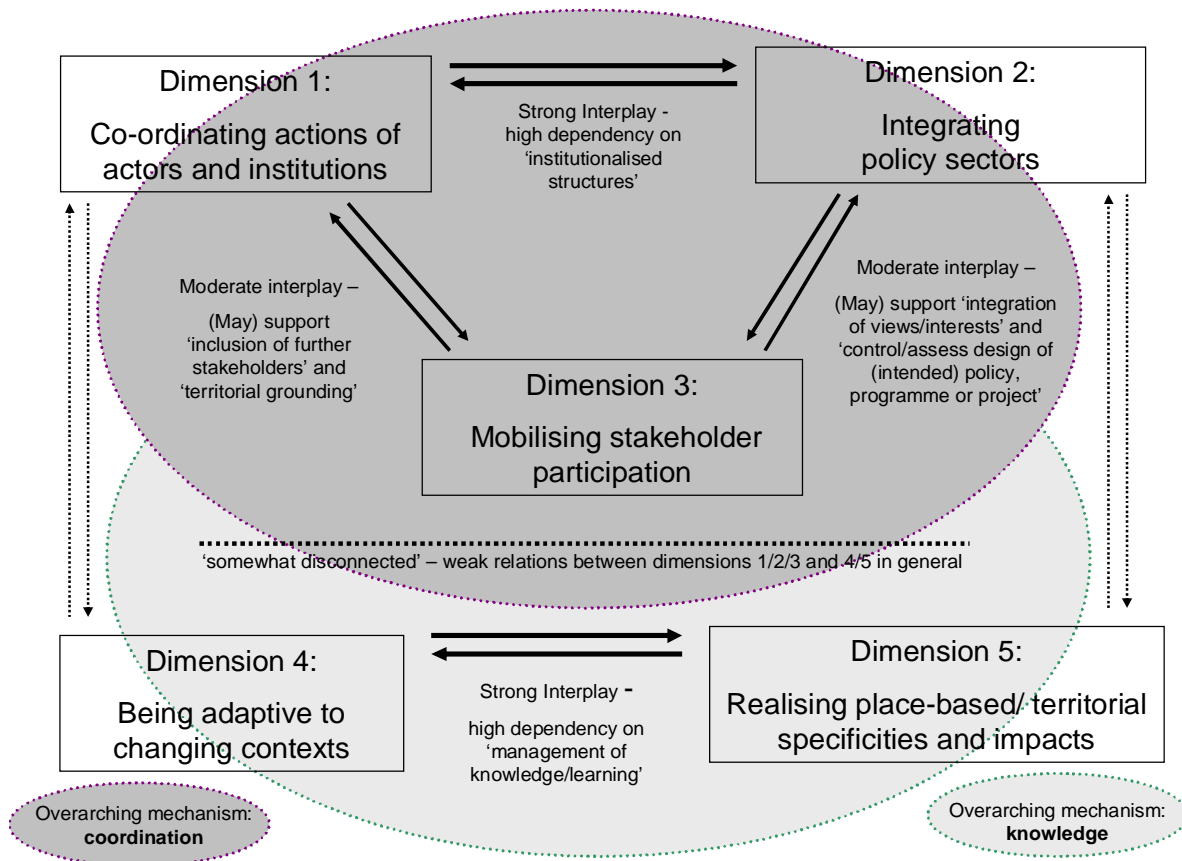 Dimension 1:
Co-ordinating actions of
actors and institutions
Strong Interplay -
high dependency on
‘institutionalised
structures’
Dimension 2:
Integrating
policy sectors
Moderate interplay –
(May) support
‘inclusion of further
stakeholders’ and
‘territorial grounding’
Moderate interplay –
(May) support ‘integration
of views/interests’ and
‘control/assess design of
(intended) policy,
programme or project’
Dimension 3:
Mobilising stakeholder
participation
‘somewhat disconnected’ – weak relations between dimensions 1/2/3 and 4/5 in general
Dimension 4:
Being adaptive to
changing contexts
Strong Interplay -
high dependency on
‘management of
knowledge/learning’
Dimension 5:
Realising place-based/ territorial
specificities and impacts
Overarching mechanism:
coordination
Overarching mechanism:
knowledge